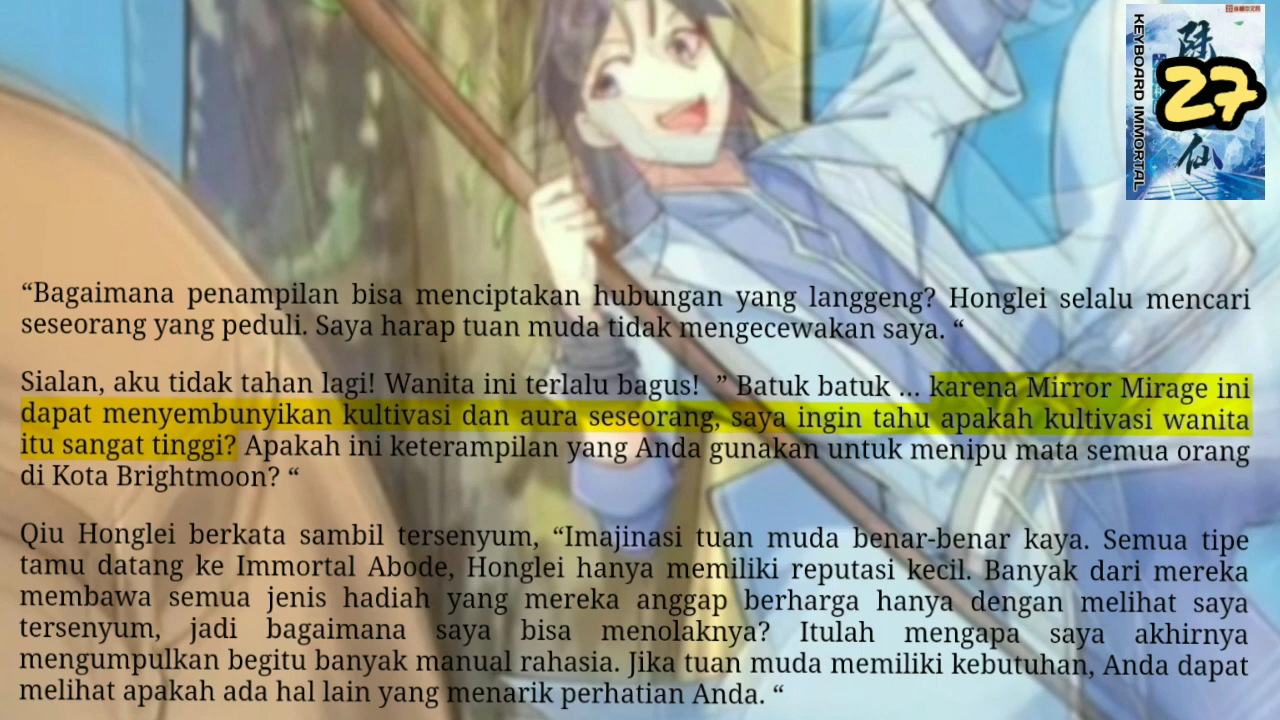 陆
仙
KEYBOARD IMMORTAL
27
“Bagaimana penampilan bisa menciptakan hubungan yang langgeng? Honglei selalu mencari
seseorang yang peduli. Saya harap tuan muda tidak mengecewakan saya. “
Sialan, aku tidak tahan lagi! Wanita ini terlalu bagus! ” Batuk batuk ... karena Mirror Mirage ini
dapat menyembunyikan kultivasi dan aura seseorang, saya ingin tahu apakah kultivasi wanita
itu sangat tinggi? Apakah ini keterampilan yang Anda gunakan untuk menipu mata semua orang
di Kota Brightmoon? “
Qiu Honglei berkata sambil tersenyum, “Imajinasi tuan muda benar-benar kaya. Semua tipe
tamu datang ke Immortal Abode, Honglei hanya memiliki reputasi kecil. Banyak dari mereka
membawa semua jenis hadiah yang mereka anggap berharga hanya dengan melihat saya
tersenyum, jadi bagaimana saya bisa menolaknya? Itulah mengapa saya akhirnya
mengumpulkan begitu banyak manual rahasia. Jika tuan muda memiliki kebutuhan, Anda dapat
melihat apakah ada hal lain yang menarik perhatian Anda. “